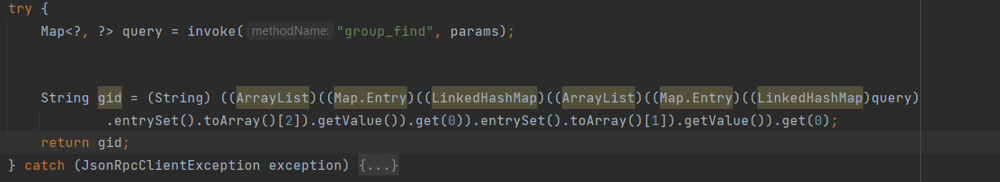 try {
Map<?, ?> query = invoke( methodName: "group_find", params);
String gid = (String) ((ArrayList)((Map.Entry)((LinkedHashMap)((ArrayList)((Map.Entry)((LinkedHashMap)query)
.entrySet().toArray()[2]).getValue()).get(0)).entrySet().toArray()[1]).getValue()).get(0);
return gid;
} catch (JsonRpcClientException exception) {...}